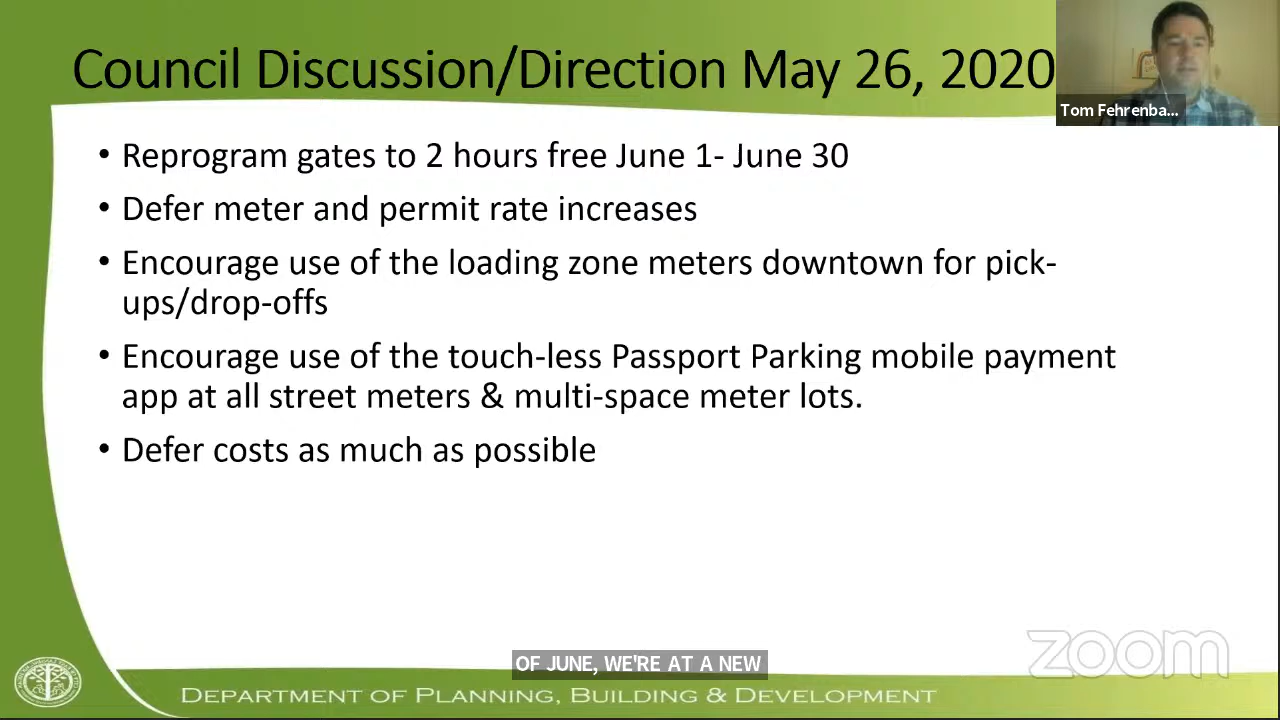 Council Discussion/Direction May 26, 2020
Tom Fehrenba...
• Reprogram gates to 2 hours free June 1- June 30
• Defer meter and permit rate increases
• Encourage use of the loading zone meters downtown for pick-
ups/drop-offs
• Encourage use of the touch-less Passport Parking mobile payment
app at all street meters & multi-space meter lots.
• Defer costs as much as possible
zoom
OF JUNE, WE'RE AT A NEW
DEPARTMENT OF PLANNING, BUILDING & DEVELOPMENT